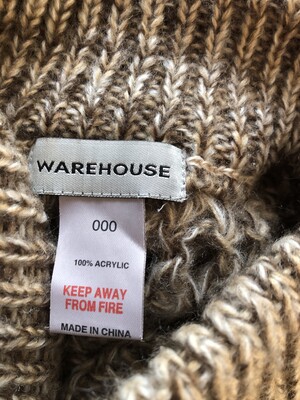 WAREHOUSE
000
100% ACRYLIC
KEEP AWAY
FROM FIRE
MADE IN CHINA